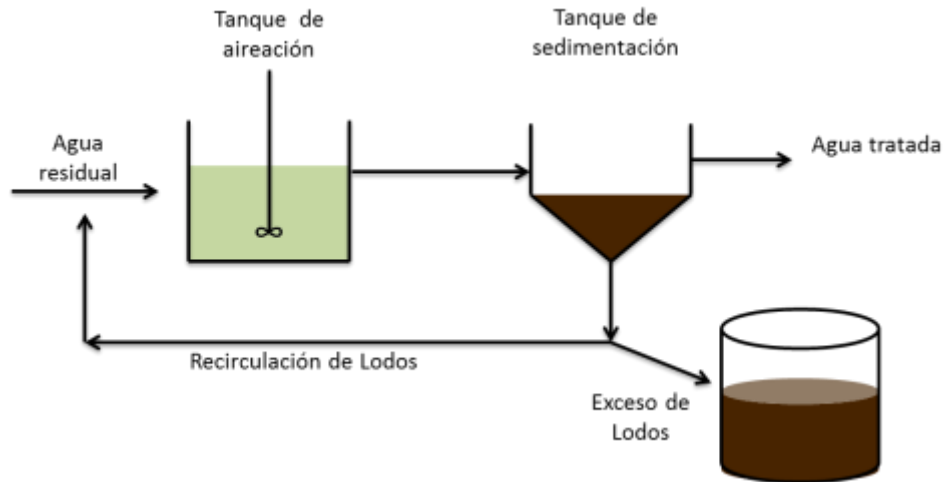 Tanque de
aireación
Tanque de
sedimentación
Agua
residual
Agua tratada
Recirculación de Lodos
Exceso de
Lodos